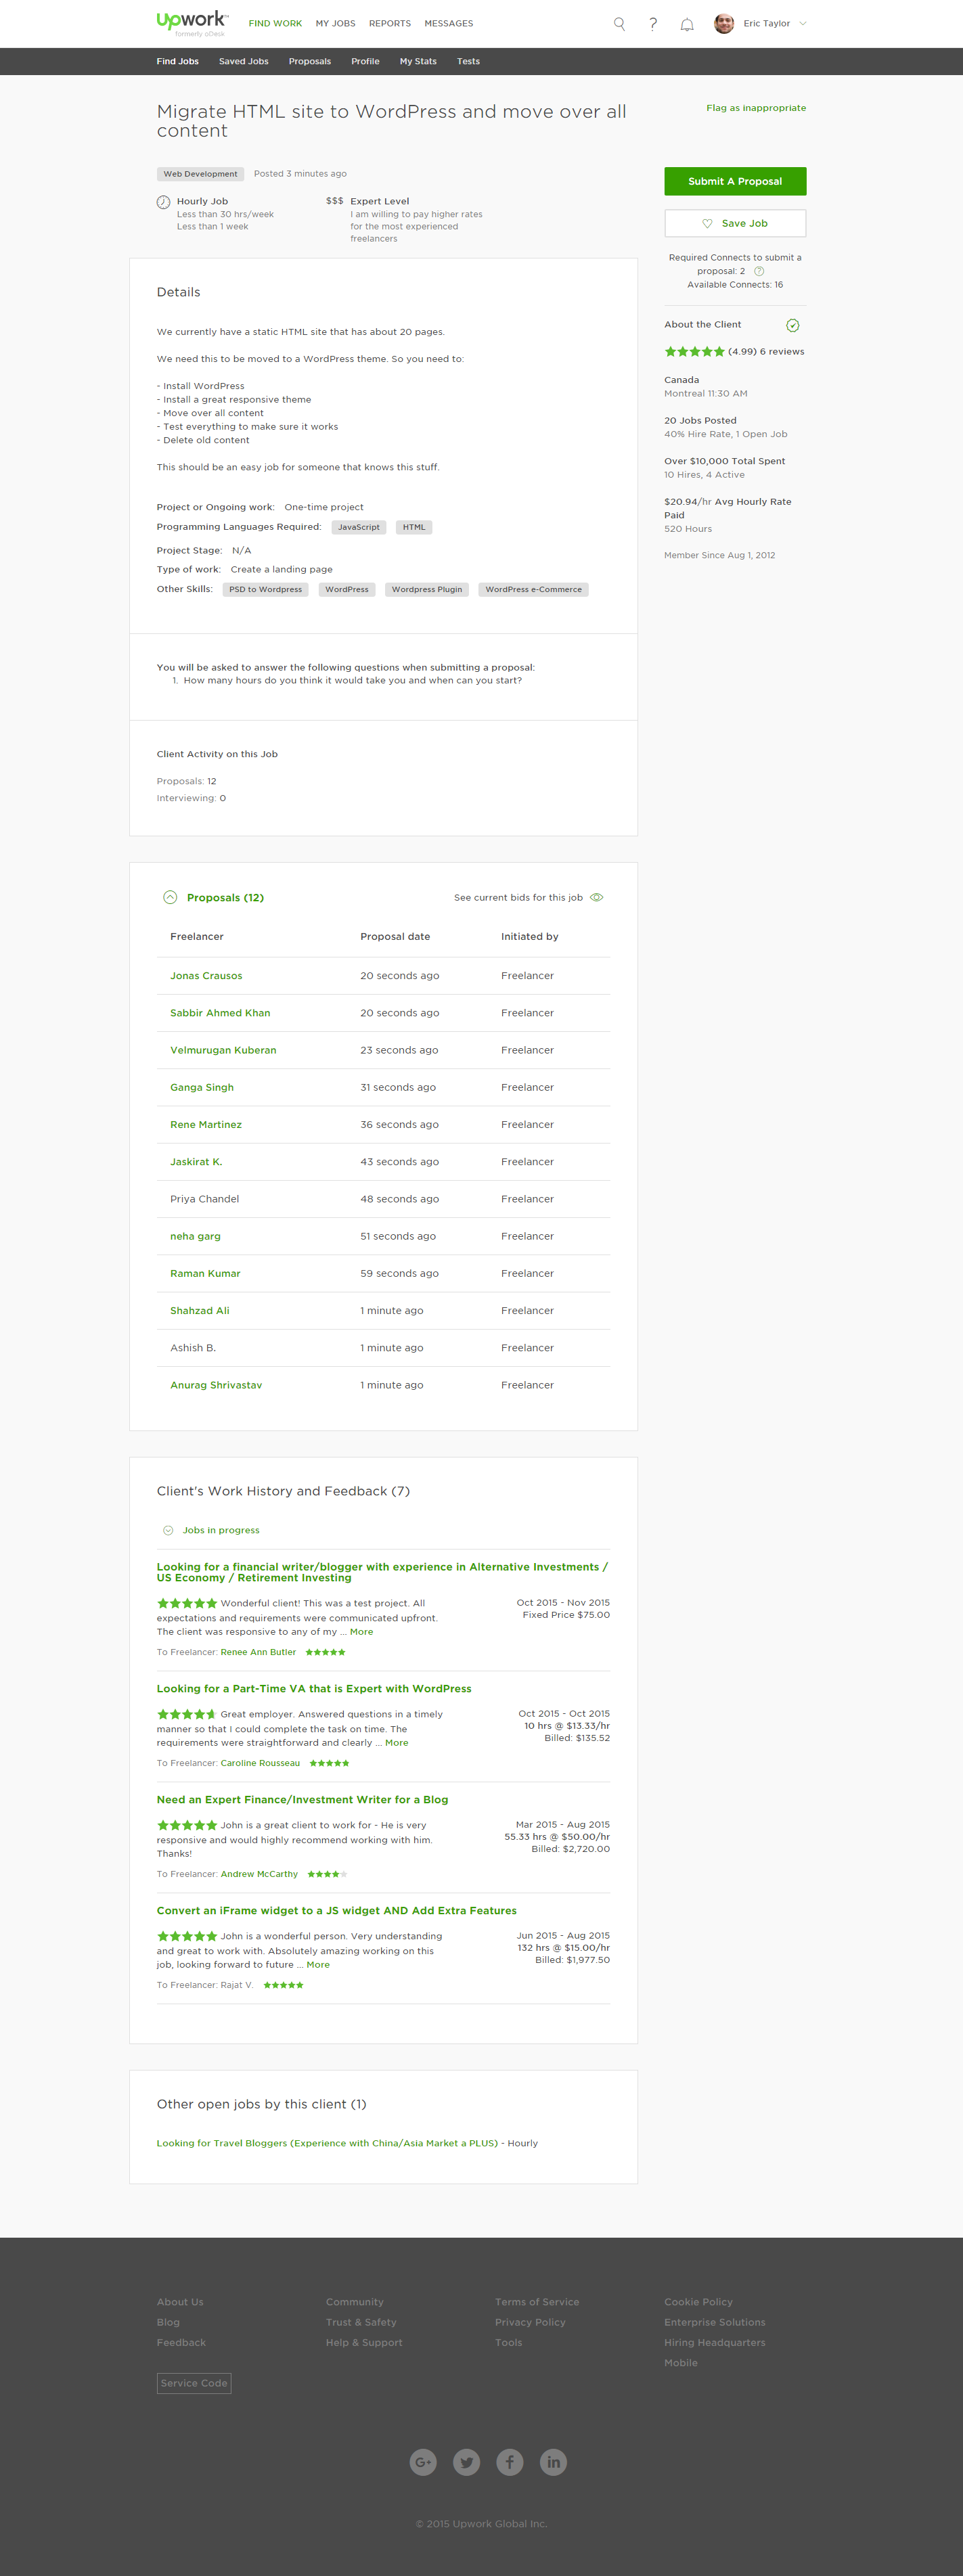 Upwork™
formerly oDesk
FIND WORK MY JOBS REPORTS MESSAGES
? Eric Taylor
Find Jobs Saved Jobs Proposals Profile My Stats Tests
Migrate HTML site to WordPress and move over all
content
Flag as inappropriate
Web Development Posted 3 minutes ago
Hourly Job
Less than 30 hrs/week
Less than 1 week
$$$ Expert Level
I am willing to pay higher rates
for the most experienced
freelancers
Submit A Proposal
Save Job
Required Connects to submit a
proposal: 2 ?
Available Connects: 16
About the Client
(4.99) 6 reviews
Canada
Montreal 11:30 AM
20 Jobs Posted
40% Hire Rate, 1 Open Job
Over $10,000 Total Spent
10 Hires, 4 Active
$20.94/hr Avg Hourly Rate
Paid
520 Hours
Member Since Aug 1, 2012
Details
We currently have a static HTML site that has about 20 pages.
We need this to be moved to a WordPress theme. So you need to:
- Install WordPress
- Install a great responsive theme
- Move over all content
- Test everything to make sure it works
- Delete old content
This should be an easy job for someone that knows this stuff.
Project or Ongoing work: One-time project
Programming Languages Required: JavaScript HTML
Project Stage: N/A
Type of work: Create a landing page
Other Skills: PSD to Wordpress WordPress Wordpress Plugin WordPress e-Commerce
You will be asked to answer the following questions when submitting a proposal:
1. How many hours do you think it would take you and when can you start?
Client Activity on this Job
Proposals: 12
Interviewing: 0
Proposals (12) See current bids for this job
Freelancer Proposal date Initiated by
Jonas Crausos 20 seconds ago Freelancer
Sabbir Ahmed Khan 20 seconds ago Freelancer
Velmurugan Kuberan 23 seconds ago Freelancer
Ganga Singh 31 seconds ago Freelancer
Rene Martinez 36 seconds ago Freelancer
Jaskirat K. 43 seconds ago Freelancer
Priya Chandel 48 seconds ago Freelancer
neha garg 51 seconds ago Freelancer
Raman Kumar 59 seconds ago Freelancer
Shahzad Ali 1 minute ago Freelancer
Ashish B. 1 minute ago Freelancer
Anurag Shrivastav 1 minute ago Freelancer
Client's Work History and Feedback (7)
Jobs in progress
Looking for a financial writer/blogger with experience in Alternative Investments /
US Economy / Retirement Investing
Wonderful client! This was a test project. All
expectations and requirements were communicated upfront.
The client was responsive to any of my ... More
Oct 2015 - Nov 2015
Fixed Price $75.00
To Freelancer: Renee Ann Butler
Looking for a Part-Time VA that is Expert with WordPress
Great employer. Answered questions in a timely
manner so that I could complete the task on time. The
requirements were straightforward and clearly ... More
Oct 2015 - Oct 2015
10 hrs @ $13.33/hr
Billed: $135.52
To Freelancer: Caroline Rousseau
Need an Expert Finance/Investment Writer for a Blog
John is a great client to work for - He is very
responsive and would highly recommend working with him.
Thanks!
Mar 2015 - Aug 2015
55.33 hrs @ $50.00/hr
Billed: $2,720.00
To Freelancer: Andrew McCarthy
Convert an iFrame widget to a JS widget AND Add Extra Features
John is a wonderful person. Very understanding
and great to work with. Absolutely amazing working on this
job, looking forward to future ... More
Jun 2015 - Aug 2015
132 hrs @ $15.00/hr
Billed: $1,977.50
To Freelancer: Rajat V.
Other open jobs by this client (1)
Looking for Travel Bloggers (Experience with China/Asia Market a PLUS) - Hourly
About Us Community Terms of Service Cookie Policy
Blog Trust & Safety Privacy Policy Enterprise Solutions
Feedback Help & Support Tools Hiring Headquarters
Mobile
Service Code
G+ f in
© 2015 Upwork Global Inc.